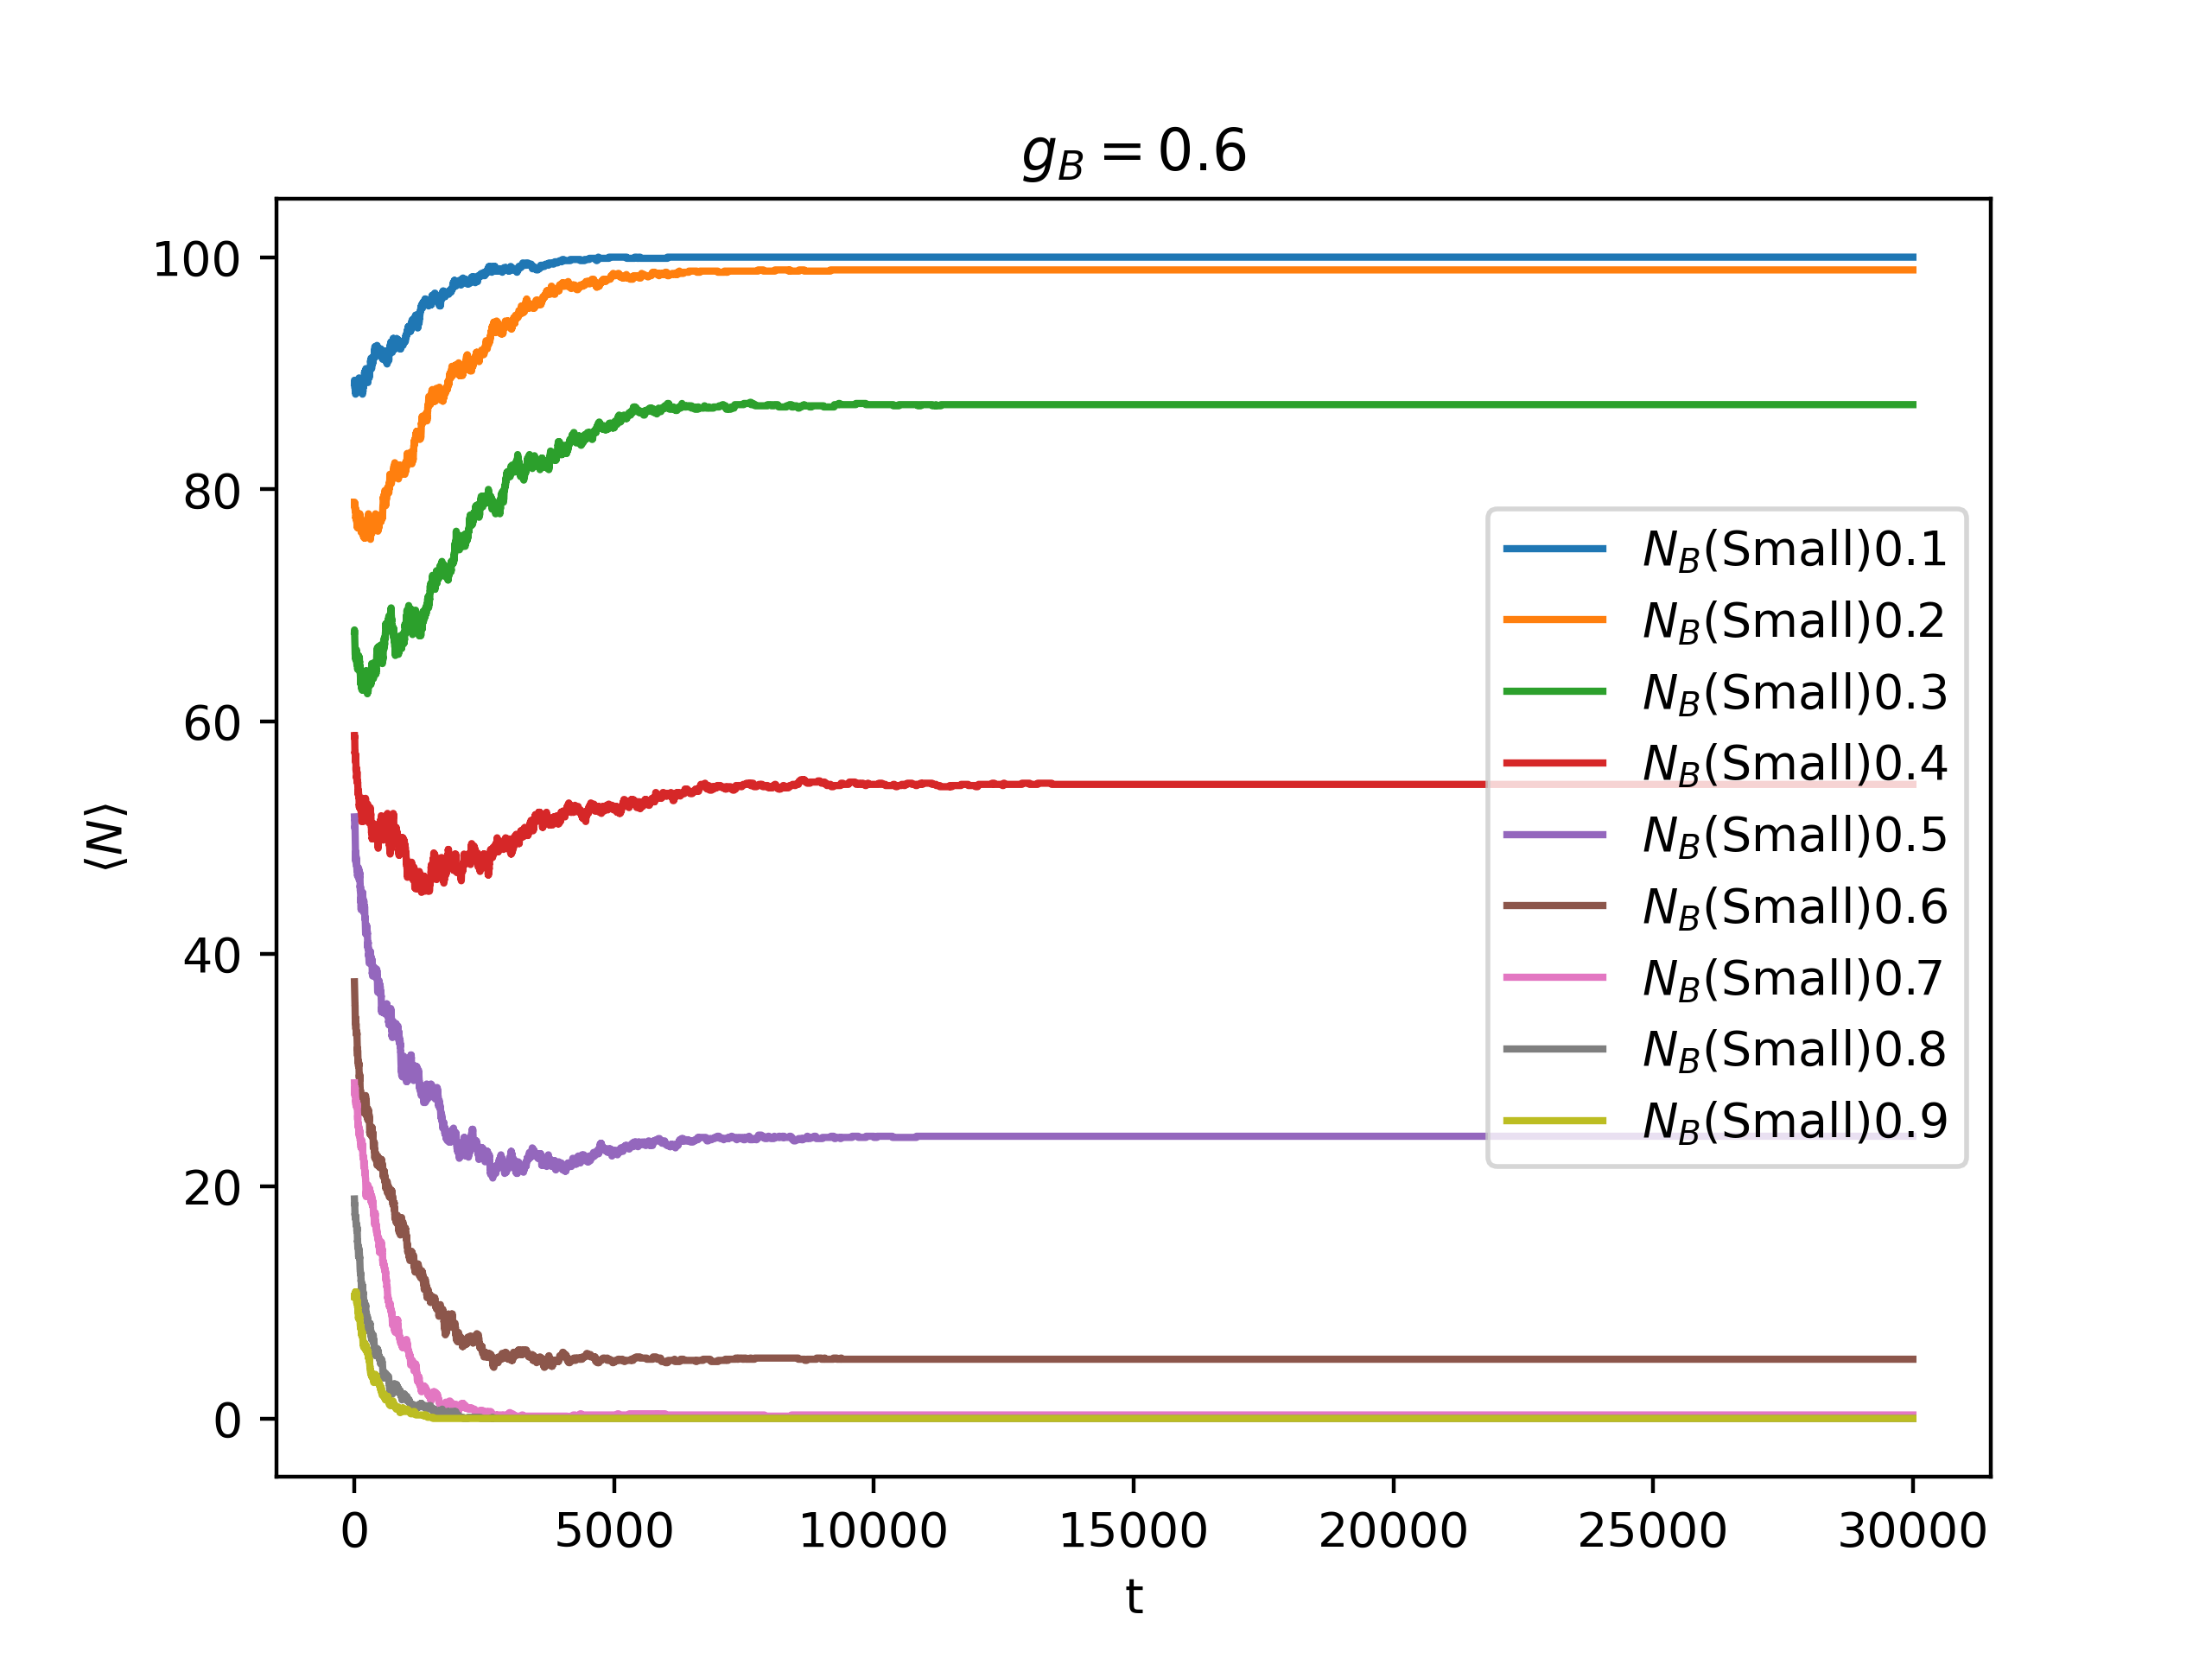 g_B = 0.6
⟨N⟩
100
80
60
40
20
0
N_B(Small)0.1
N_B(Small)0.2
N_B(Small)0.3
N_B(Small)0.4
N_B(Small)0.5
N_B(Small)0.6
N_B(Small)0.7
N_B(Small)0.8
N_B(Small)0.9
0 5000 10000 15000 20000 25000 30000
t